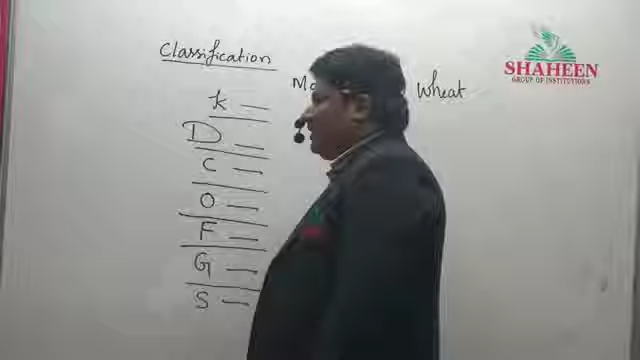 Classification
Wheat
K —
D —
C —
O —
F —
G —
S —
SHAHEEN
GROUP OF INSTITUTIONS